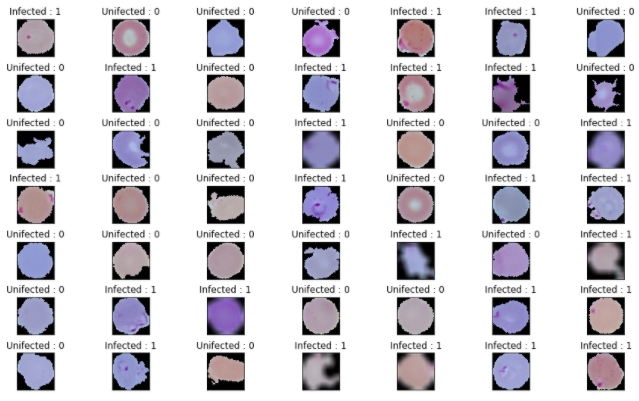 Infected : 1 Unifected : 0 Unifected : 0 Unifected : 0 Infected : 1 Infected : 1 Unifected : 0
Unifected : 0 Infected : 1 Unifected : 0 Infected : 1 Infected : 1 Infected : 1 Unifected : 0
Unifected : 0 Unifected : 0 Unifected : 0 Infected : 1 Unifected : 0 Unifected : 0 Infected : 1
Infected : 1 Unifected : 0 Unifected : 0 Infected : 1 Unifected : 0 Infected : 1 Infected : 1
Unifected : 0 Unifected : 0 Unifected : 0 Unifected : 0 Infected : 1 Unifected : 0 Infected : 1
Unifected : 0 Infected : 1 Infected : 1 Unifected : 0 Unifected : 0 Infected : 1 Infected : 1
Unifected : 0 Infected : 1 Unifected : 0 Infected : 1 Infected : 1 Infected : 1 Infected : 1